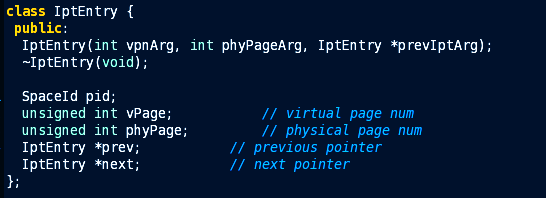 class IptEntry {
 public:
  IptEntry(int vpnArg, int phyPageArg, IptEntry *prevIptArg);
  ~IptEntry(void);
  SpaceId pid;
  unsigned int vPage;           // virtual page num
  unsigned int phyPage;         // physical page num
  IptEntry *prev;           // previous pointer
  IptEntry *next;           // next pointer
};